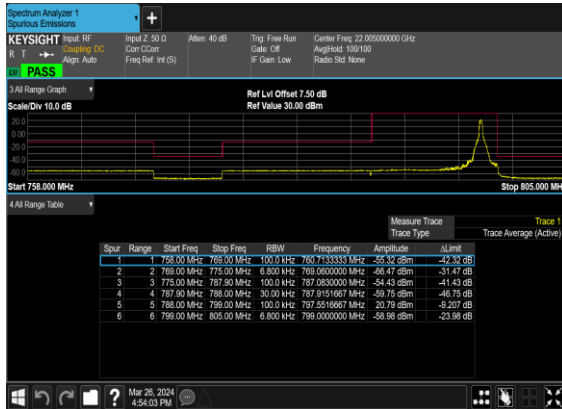 Spectrum Analyzer 1
Spurious Emissions
KEYSIGHT Input: RF Input Z: 50 Ω Atten: 40 dB Trig: Free Run Center Freq: 22.005000000 GHz
R T Coupling: DC Corr CCorr Gate: Off Avg|Hold: 100/100
Align: Auto Freq Ref: Int (S) IF Gain: Low Radio Std: None
LXI PASS
3 All Range Graph Ref Lvl Offset 7.50 dB
Scale/Div 10.0 dB Ref Value 30.00 dBm
20.0
0.00
-20.0
-40.0
-60.0
Start 758.000 MHz Stop 805.000 MH
4 All Range Table
Measure Trace Trace 1
Trace Type Trace Average (Active)
Spur Range Start Freq Stop Freq RBW Frequency Amplitude ΔLimit
1 1 758.00 MHz 769.00 MHz 100.0 kHz 760.7133333 MHz -55.32 dBm -42.32 dB
2 2 769.00 MHz 775.00 MHz 6.800 kHz 769.0600000 MHz -66.47 dBm -31.47 dB
3 3 775.00 MHz 787.90 MHz 100.0 kHz 787.0830000 MHz -54.43 dBm -41.43 dB
4 4 787.90 MHz 788.00 MHz 30.00 kHz 787.9151667 MHz -59.75 dBm -46.75 dB
5 5 788.00 MHz 799.00 MHz 100.0 kHz 797.5516667 MHz 20.79 dBm -9.207 dB
6 6 799.00 MHz 805.00 MHz 6.800 kHz 799.0000000 MHz -58.98 dBm -23.98 dB
Mar 26, 2024
4:54:03 PM